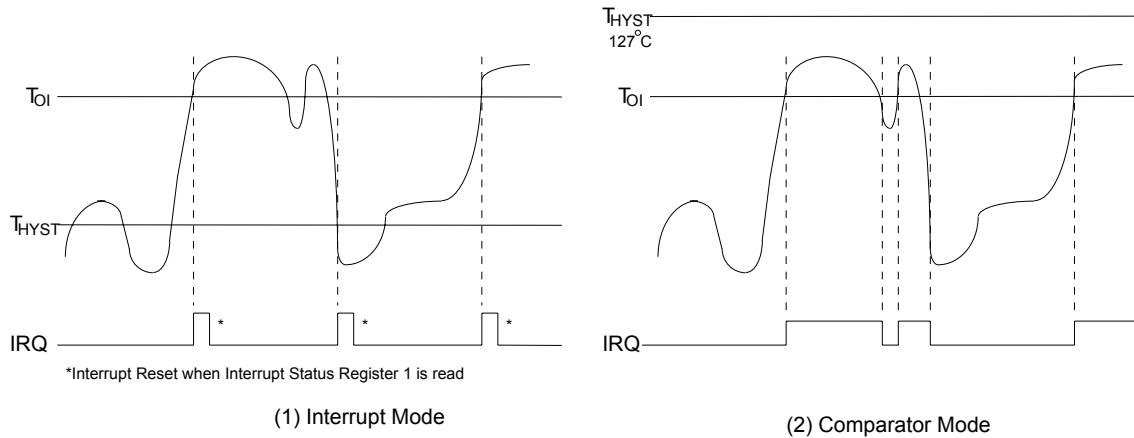 THYST
127°C
TOI
TOI
THYST
* * *
IRQ
IRQ
*Interrupt Reset when Interrupt Status Register 1 is read
(1) Interrupt Mode
(2) Comparator Mode